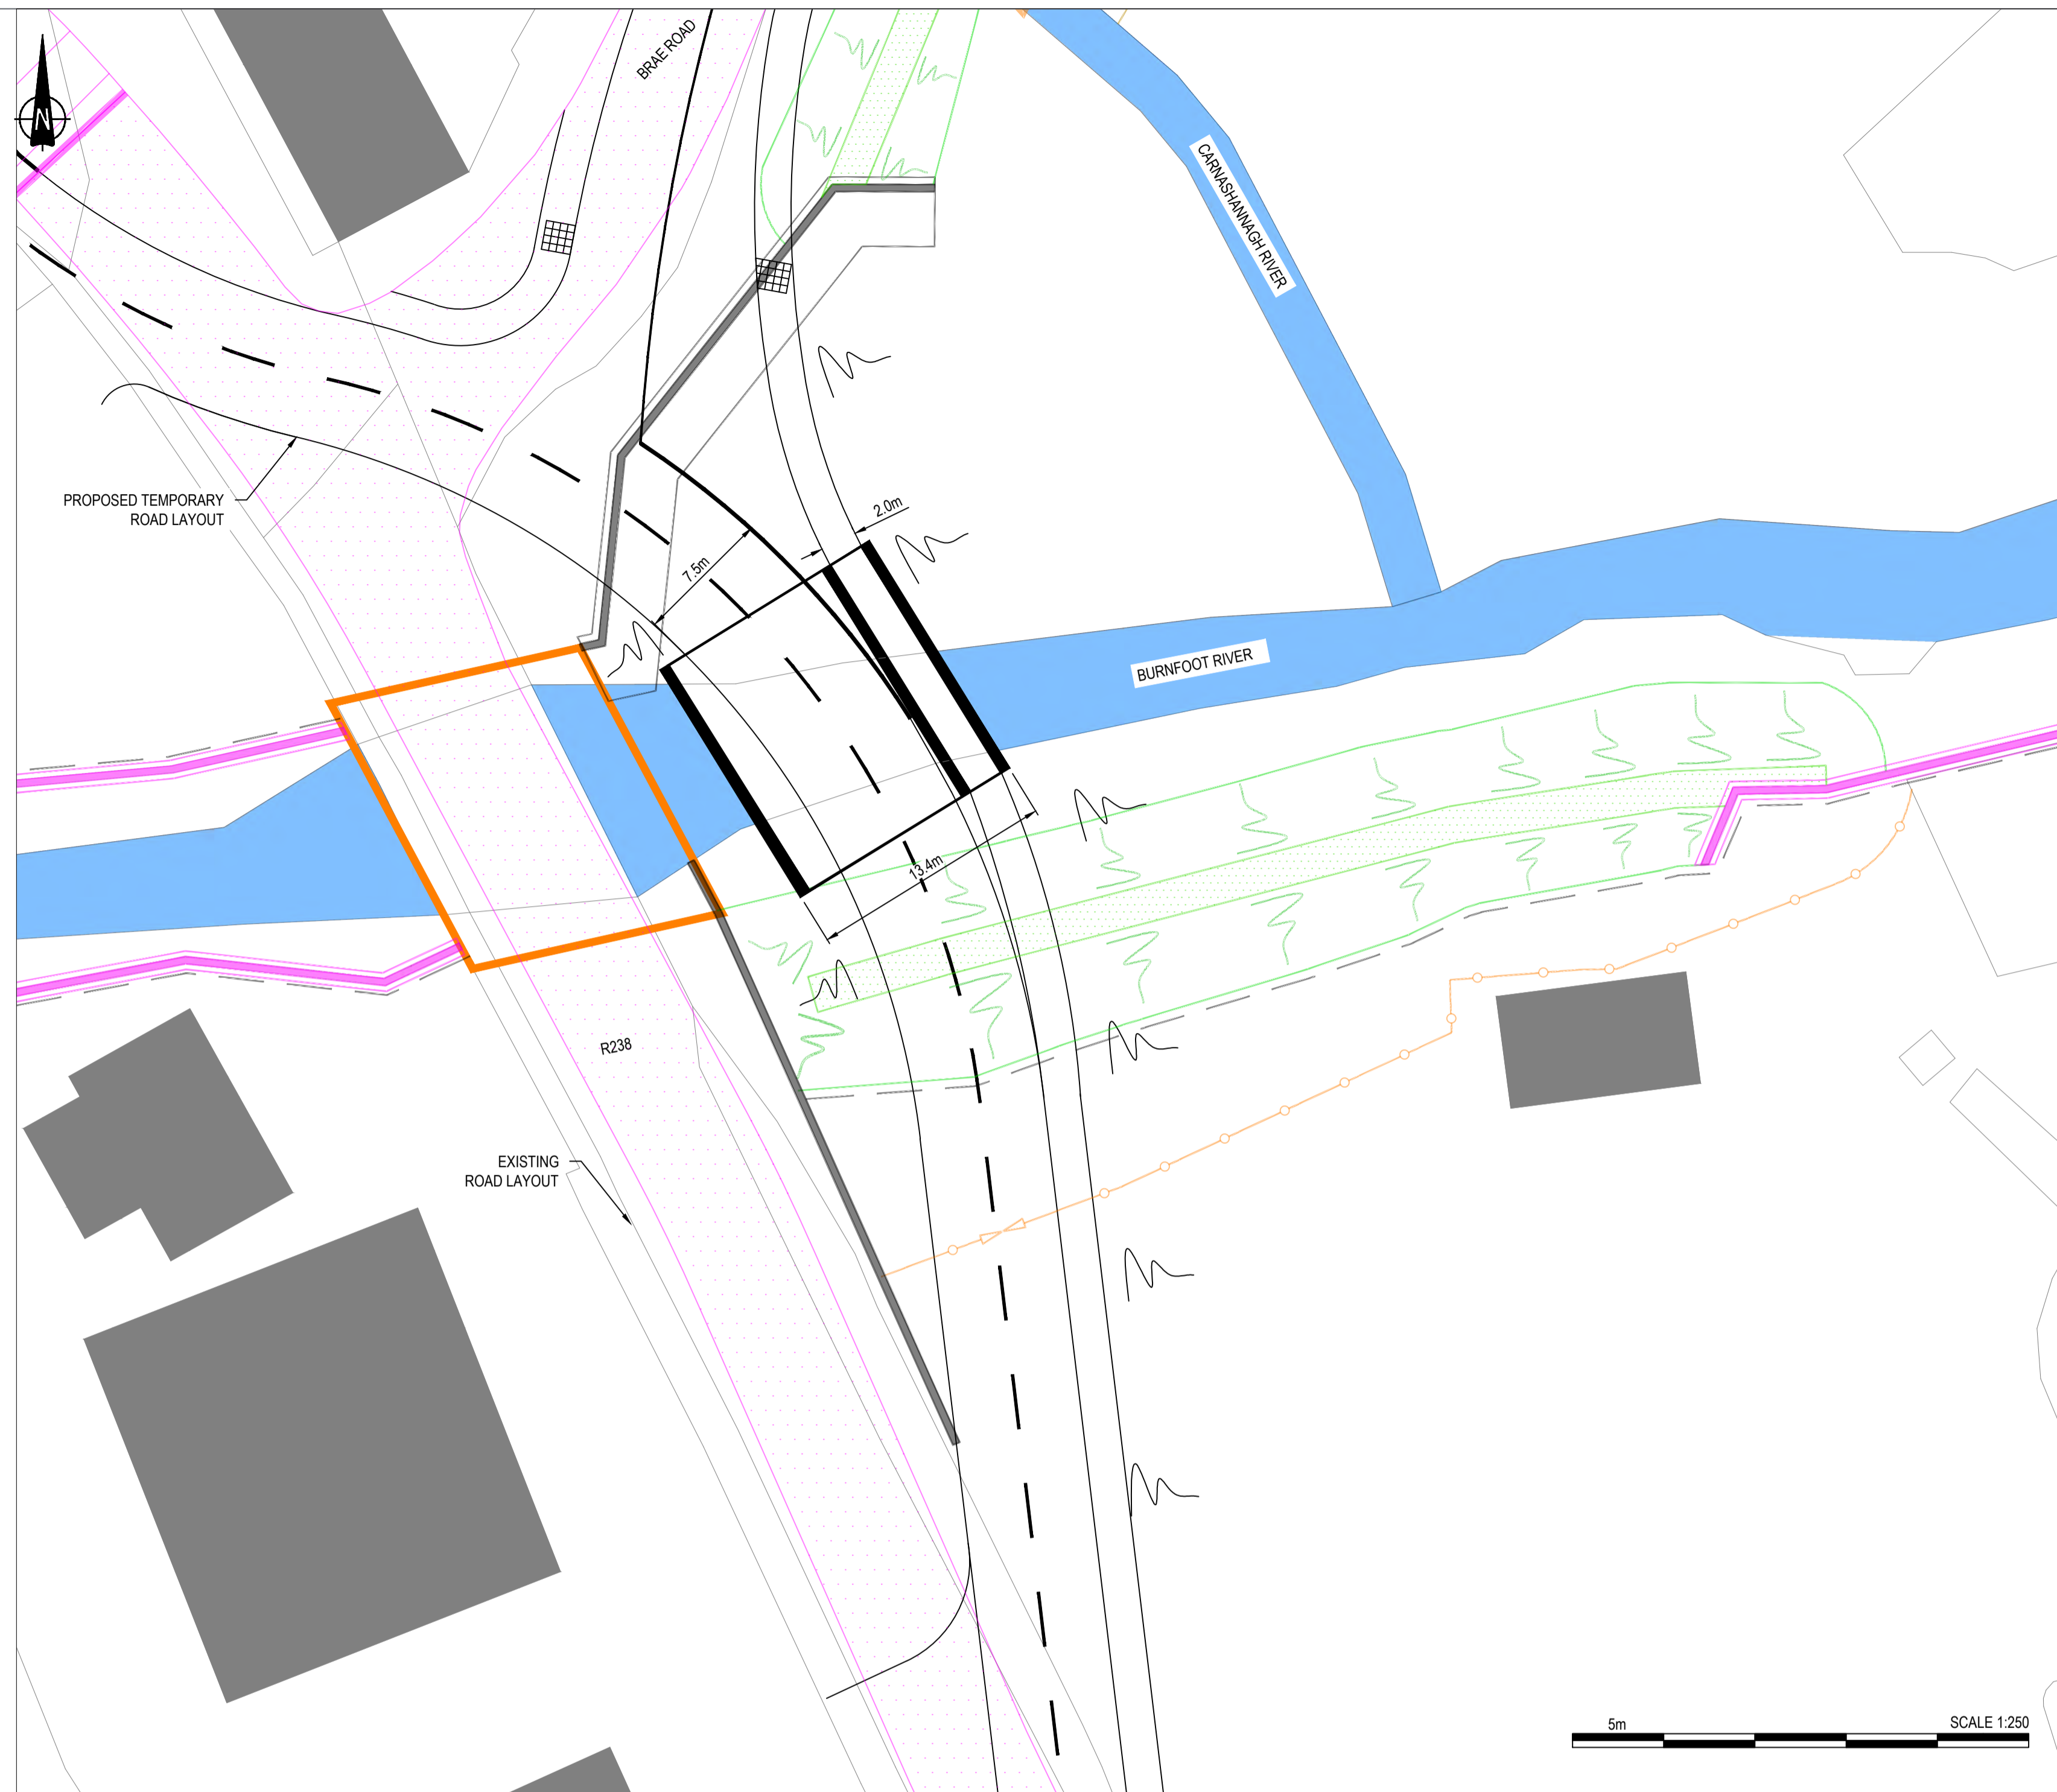 BRAE ROAD
N
CARNASHANNAGH RIVER
PROPOSED TEMPORARY
ROAD LAYOUT
2.0m
7.5m
BURNFOOT RIVER
13.4m
R238
EXISTING
ROAD LAYOUT
5m
SCALE 1:250